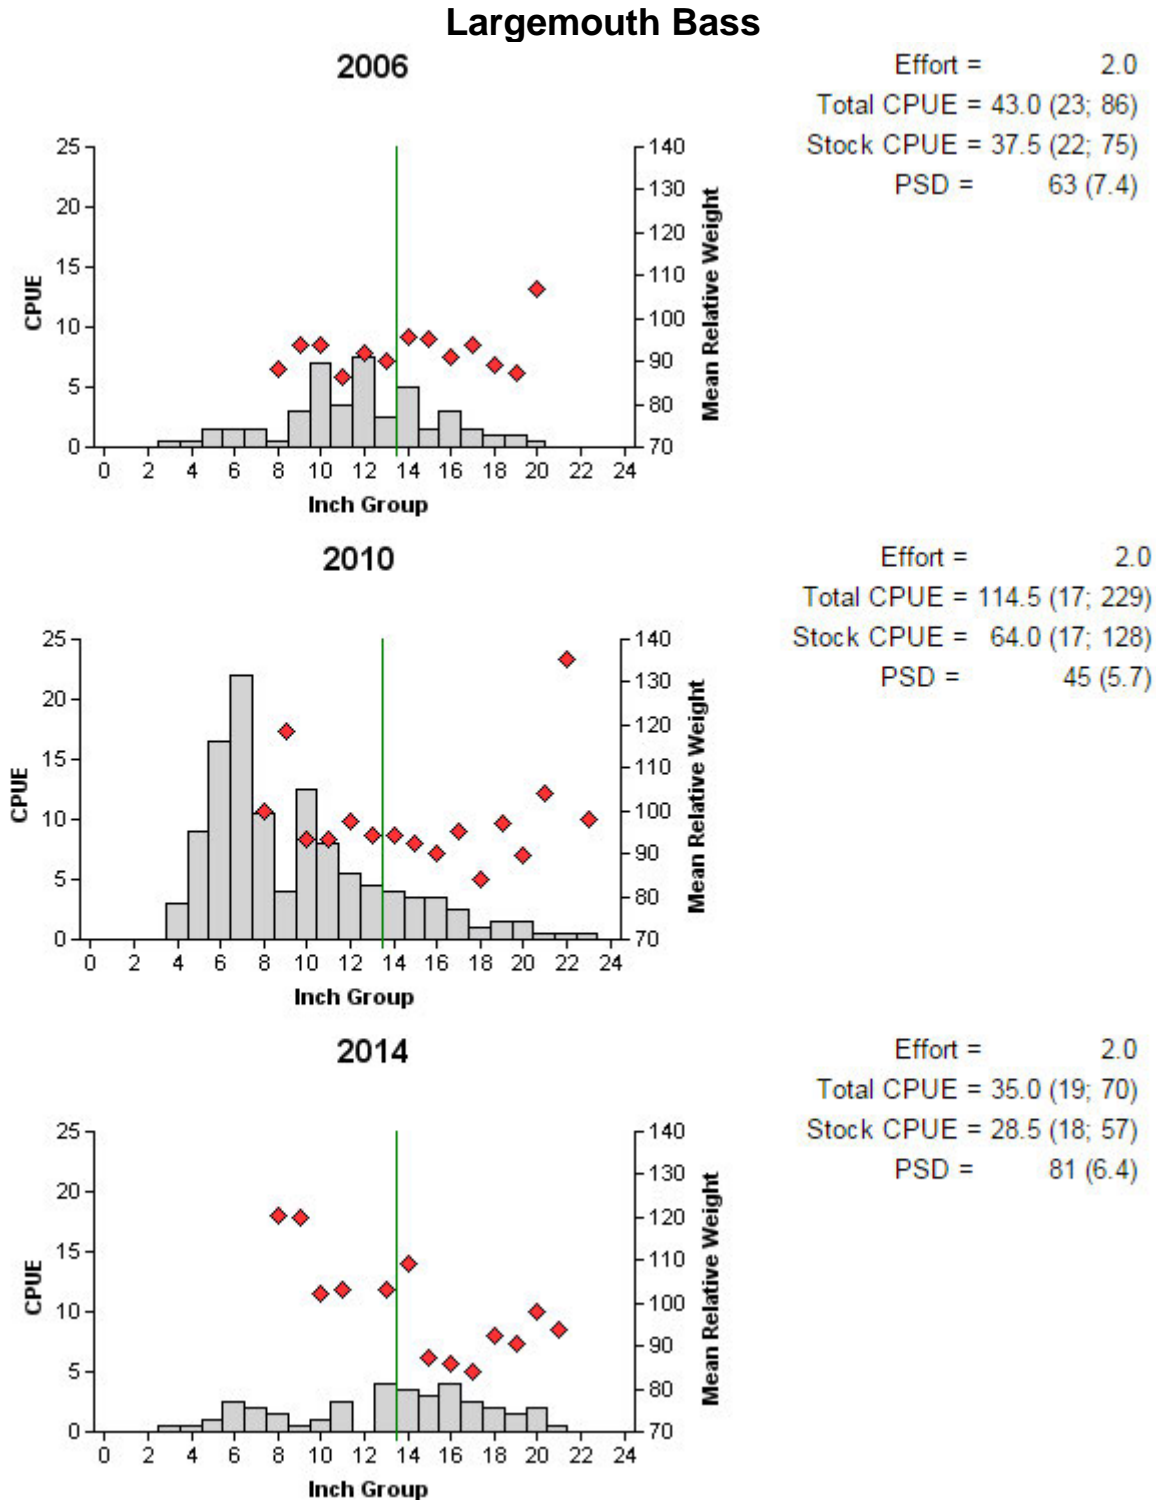 Largemouth Bass
2006
Effort = 2.0
Total CPUE = 43.0 (23; 86)
Stock CPUE = 37.5 (22; 75)
PSD = 63 (7.4)
25
20
15
10
5
0
CPUE
140
130
120
110
100
90
80
70
Mean Relative Weight
0 2 4 6 8 10 12 14 16 18 20 22 24
Inch Group
2010
Effort = 2.0
Total CPUE = 114.5 (17; 229)
Stock CPUE = 64.0 (17; 128)
PSD = 45 (5.7)
25
20
15
10
5
0
CPUE
140
130
120
110
100
90
80
70
Mean Relative Weight
0 2 4 6 8 10 12 14 16 18 20 22 24
Inch Group
2014
Effort = 2.0
Total CPUE = 35.0 (19; 70)
Stock CPUE = 28.5 (18; 57)
PSD = 81 (6.4)
25
20
15
10
5
0
CPUE
140
130
120
110
100
90
80
70
Mean Relative Weight
0 2 4 6 8 10 12 14 16 18 20 22 24
Inch Group